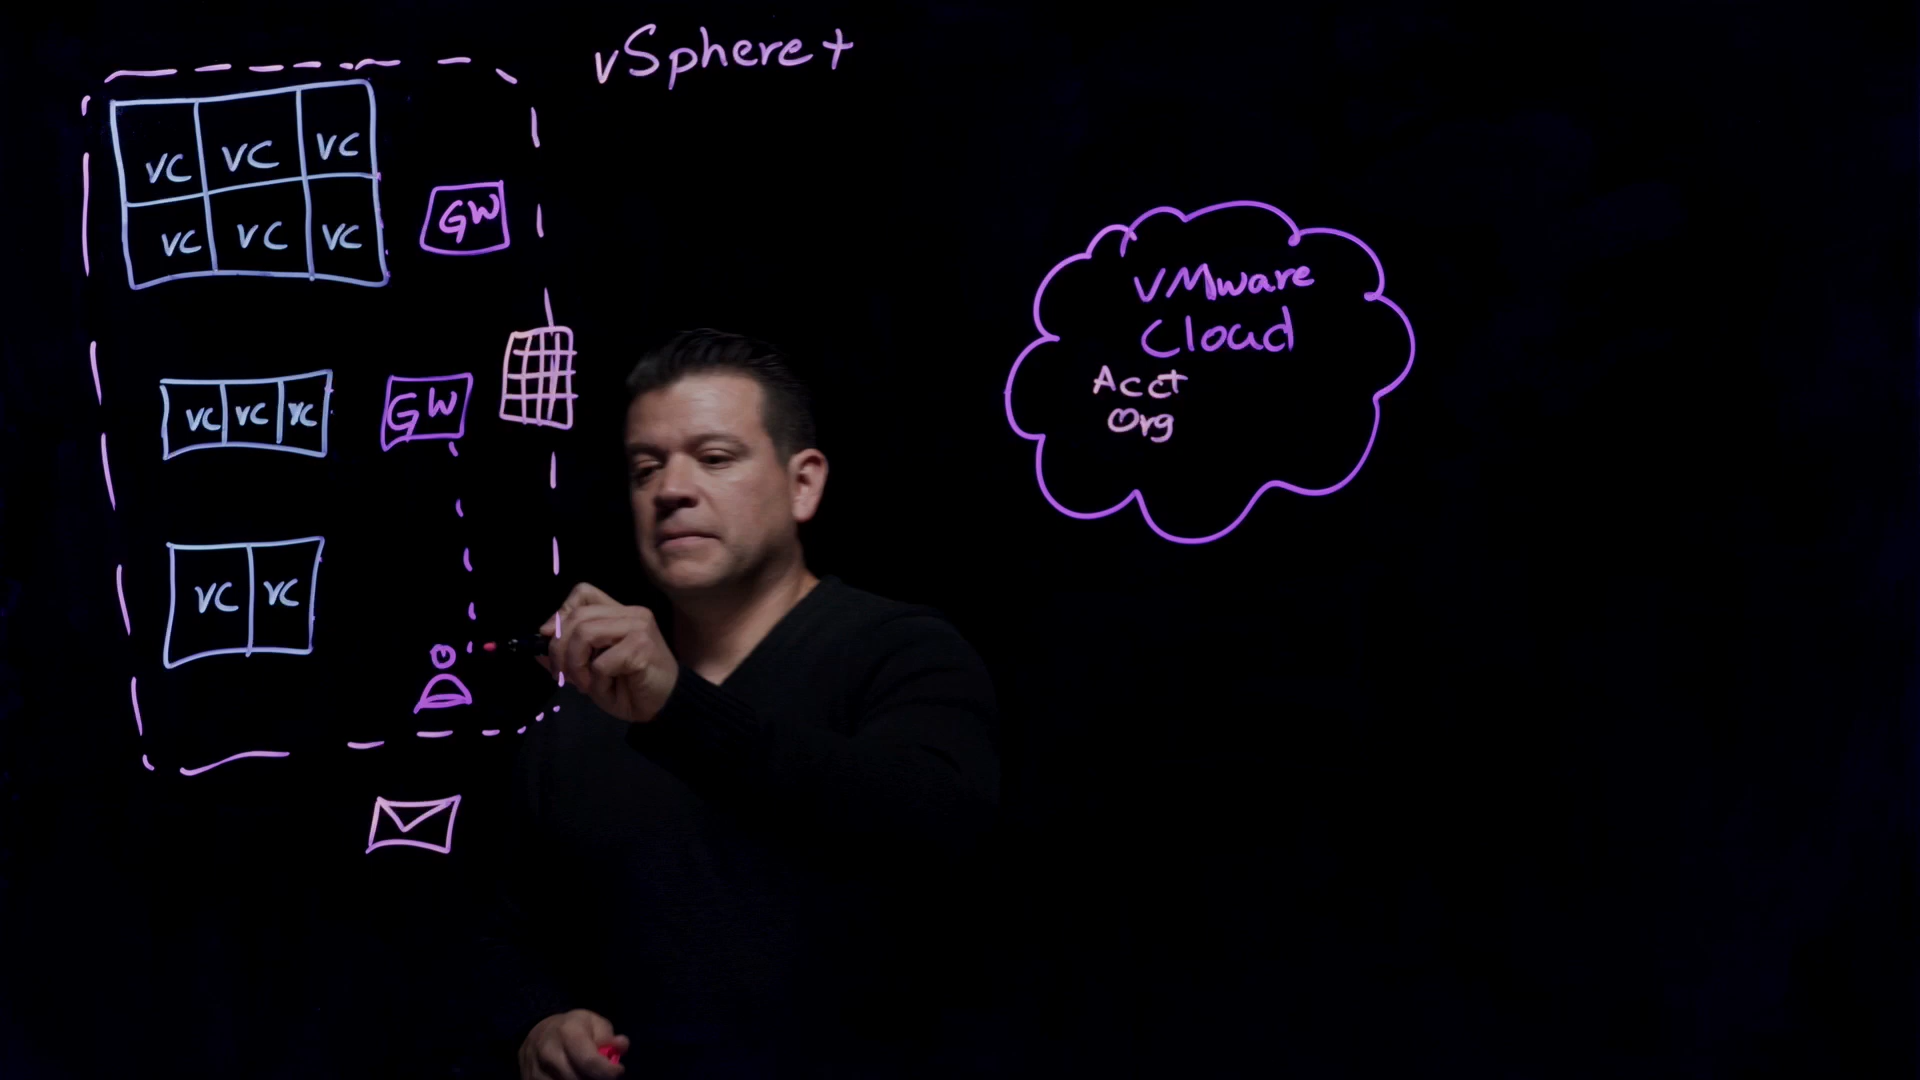 vSphere+
VC VC VC
VC VC VC
GW
VC VC VC
GW
VC VC
VMware
Cloud
Acct
Org